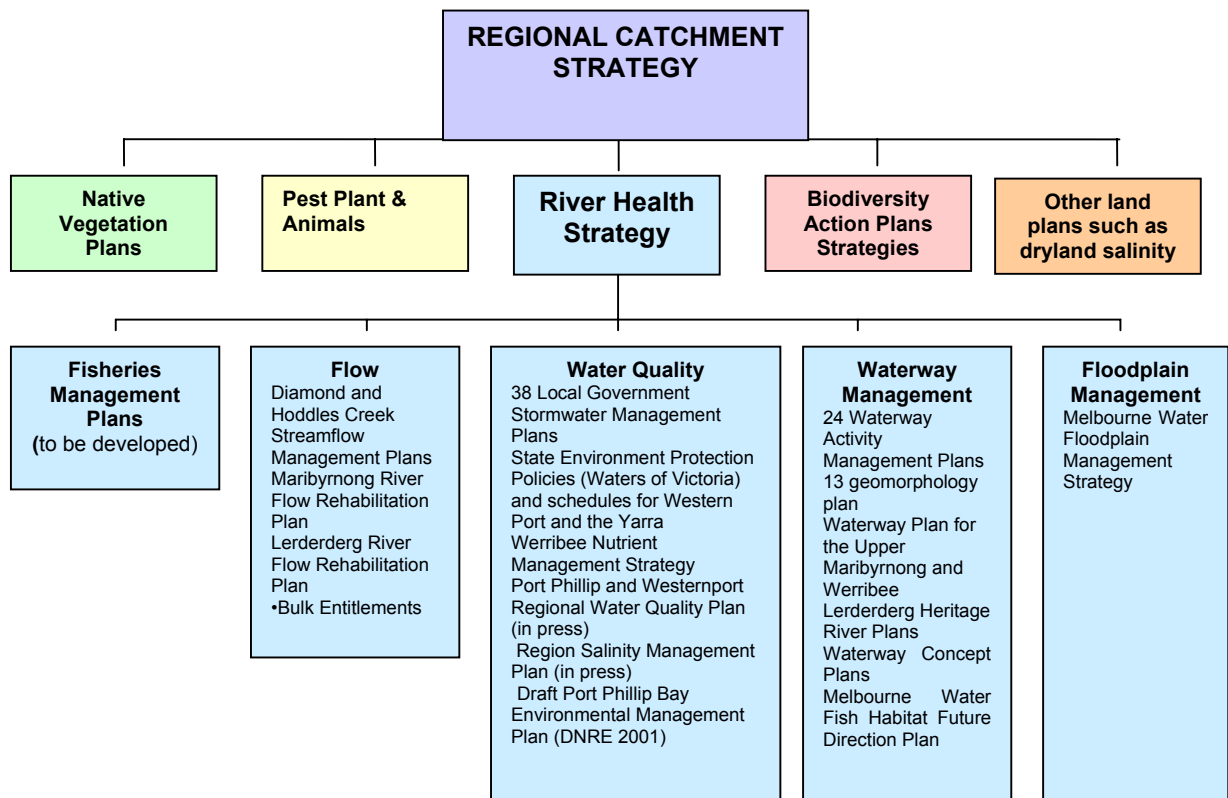 REGIONAL CATCHMENT
STRATEGY
Native
Vegetation
Plans
Pest Plant &
Animals
River Health
Strategy
Biodiversity
Action Plans
Strategies
Other land
plans such as
dryland salinity
Fisheries
Management
Plans
(to be developed)
Flow
Diamond and
Hoddles Creek
Streamflow
Management Plans
Maribyrnong River
Flow Rehabilitation
Plan
Lerderderg River
Flow Rehabilitation
Plan
•Bulk Entitlements
Water Quality
38 Local Government
Stormwater Management
Plans
State Environment Protection
Policies (Waters of Victoria)
and schedules for Western
Port and the Yarra
Werribee Nutrient
Management Strategy
Port Phillip and Westernport
Regional Water Quality Plan
(in press)
Region Salinity Management
Plan (in press)
Draft Port Phillip Bay
Environmental Management
Plan (DNRE 2001)
Waterway
Management
24 Waterway
Activity
Management Plans
13 geomorphology
plan
Waterway Plan for
the Upper
Maribyrnong and
Werribee
Lerderderg Heritage
River Plans
Waterway Concept
Plans
Melbourne Water
Fish Habitat Future
Direction Plan
Floodplain
Management
Melbourne Water
Floodplain
Management
Strategy